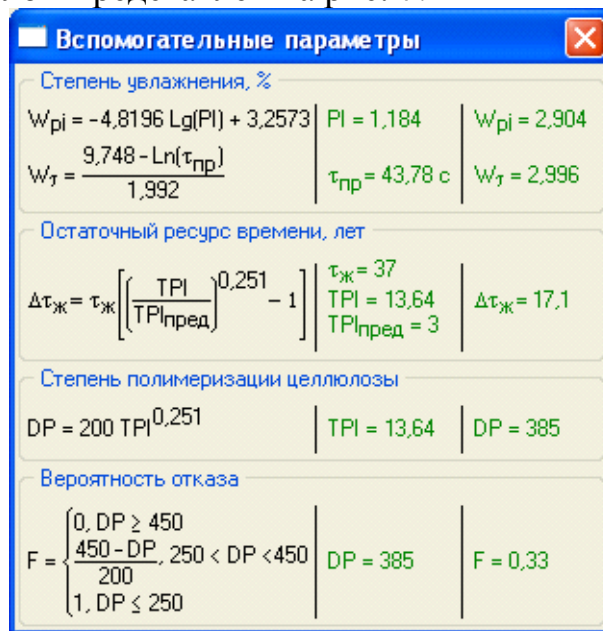 Вспомогательные параметры
Степень увлажнения, %
Wpi = -4,8196 Lg(PI) + 3,2573 PI = 1,184 Wpi = 2,904
Wτ = 9,748 - Ln(τпр) / 1,992 τпр = 43,78 с Wτ = 2,996
Остаточный ресурс времени, лет
Δτж = τж[(TPI / TPIпред)^0,251 - 1] Δτж = 17,1
τж = 37
TPI = 13,64
TPIпред = 3
Степень полимеризации целлюлозы
DP = 200 TPI^0,251 TPI = 13,64 DP = 385
Вероятность отказа
F = { 0, DP ≥ 450
450 - DP / 200, 250 < DP <450 DP = 385 F = 0,33
1, DP ≤ 250